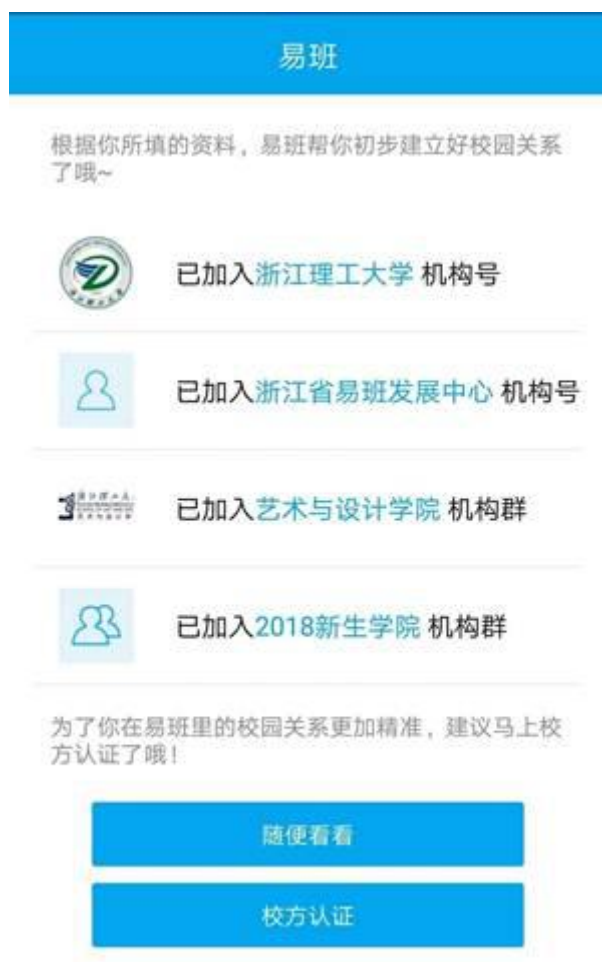 易班
根据你所填的资料，易班帮你初步建立好校园关系
了哦~
已加入浙江理工大学 机构号
已加入浙江省易班发展中心 机构号
已加入艺术与设计学院 机构群
已加入2018新生学院 机构群
为了你在易班里的校园关系更加精准，建议马上校
方认证了哦！
随便看看
校方认证